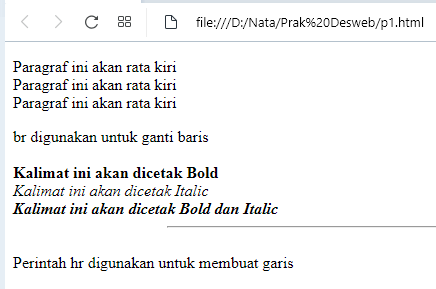 file:///D:/Nata/Prak%20Desweb/p1.html
Paragraf ini akan rata kiri
Paragraf ini akan rata kiri
Paragraf ini akan rata kiri
br digunakan untuk ganti baris
Kalimat ini akan dicetak Bold
Kalimat ini akan dicetak Italic
Kalimat ini akan dicetak Bold dan Italic
Perintah hr digunakan untuk membuat garis